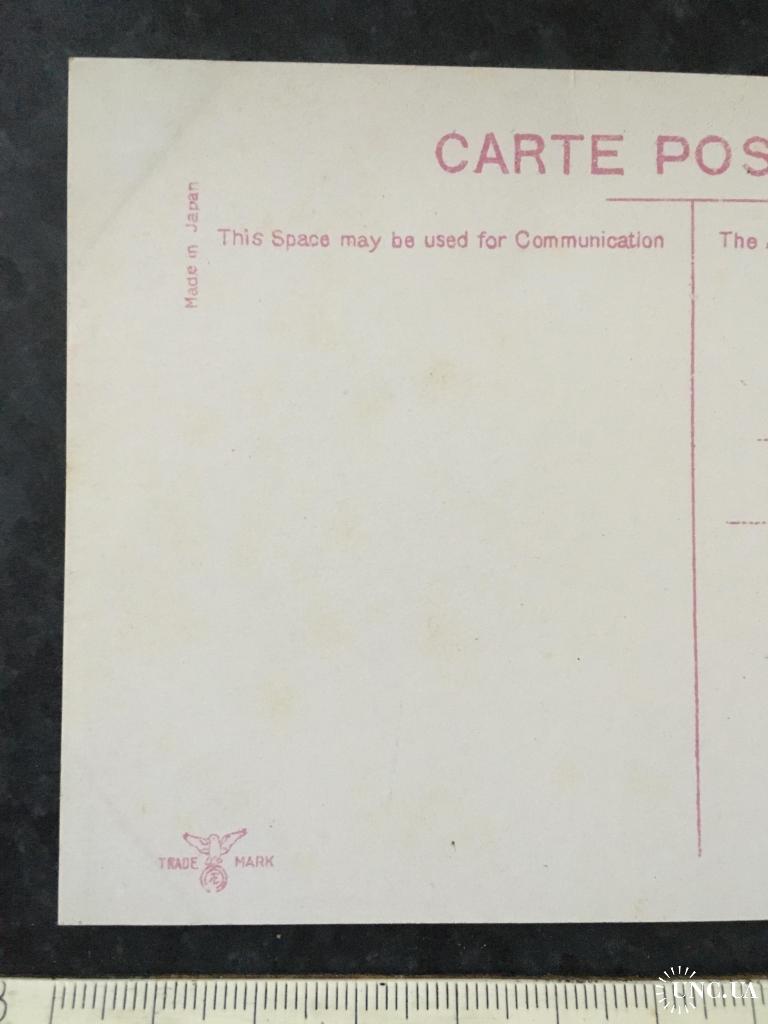 CARTE POS
Made in Japan
This Space may be used for Communication
The
TRADE MARK
UNC.UA